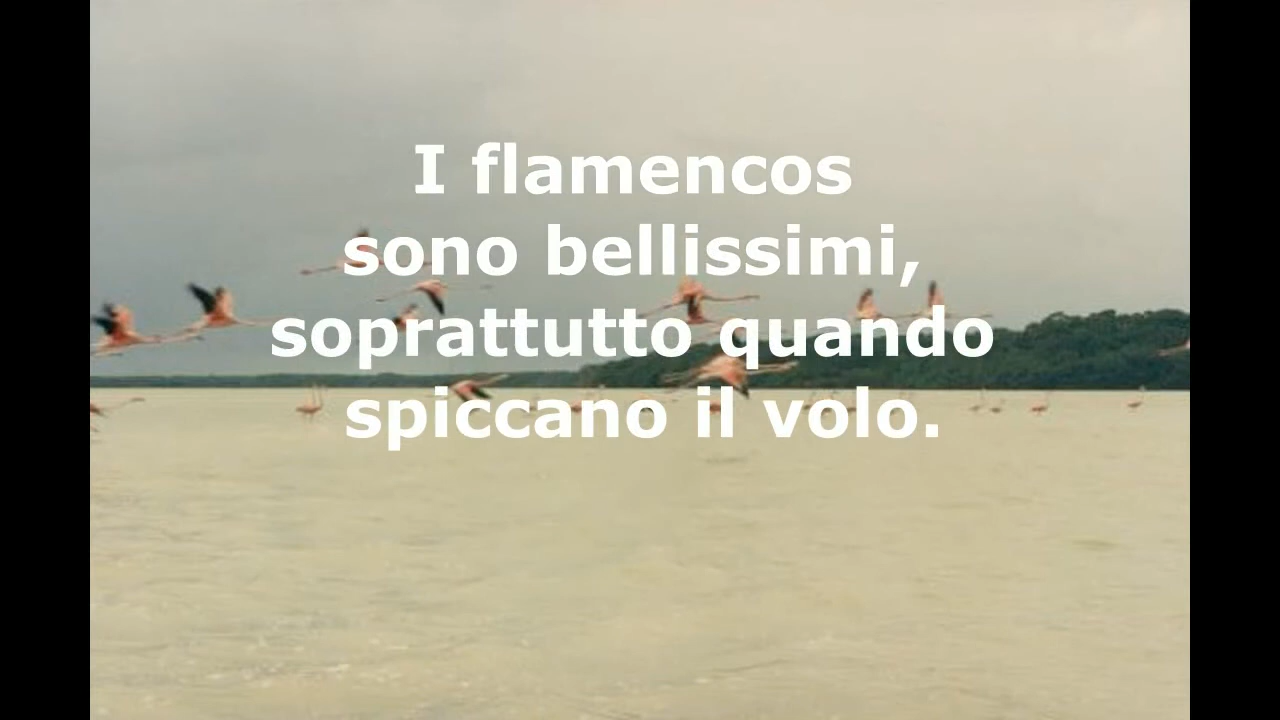 I flamencos
sono bellissimi,
soprattutto quando
spiccano il volo.